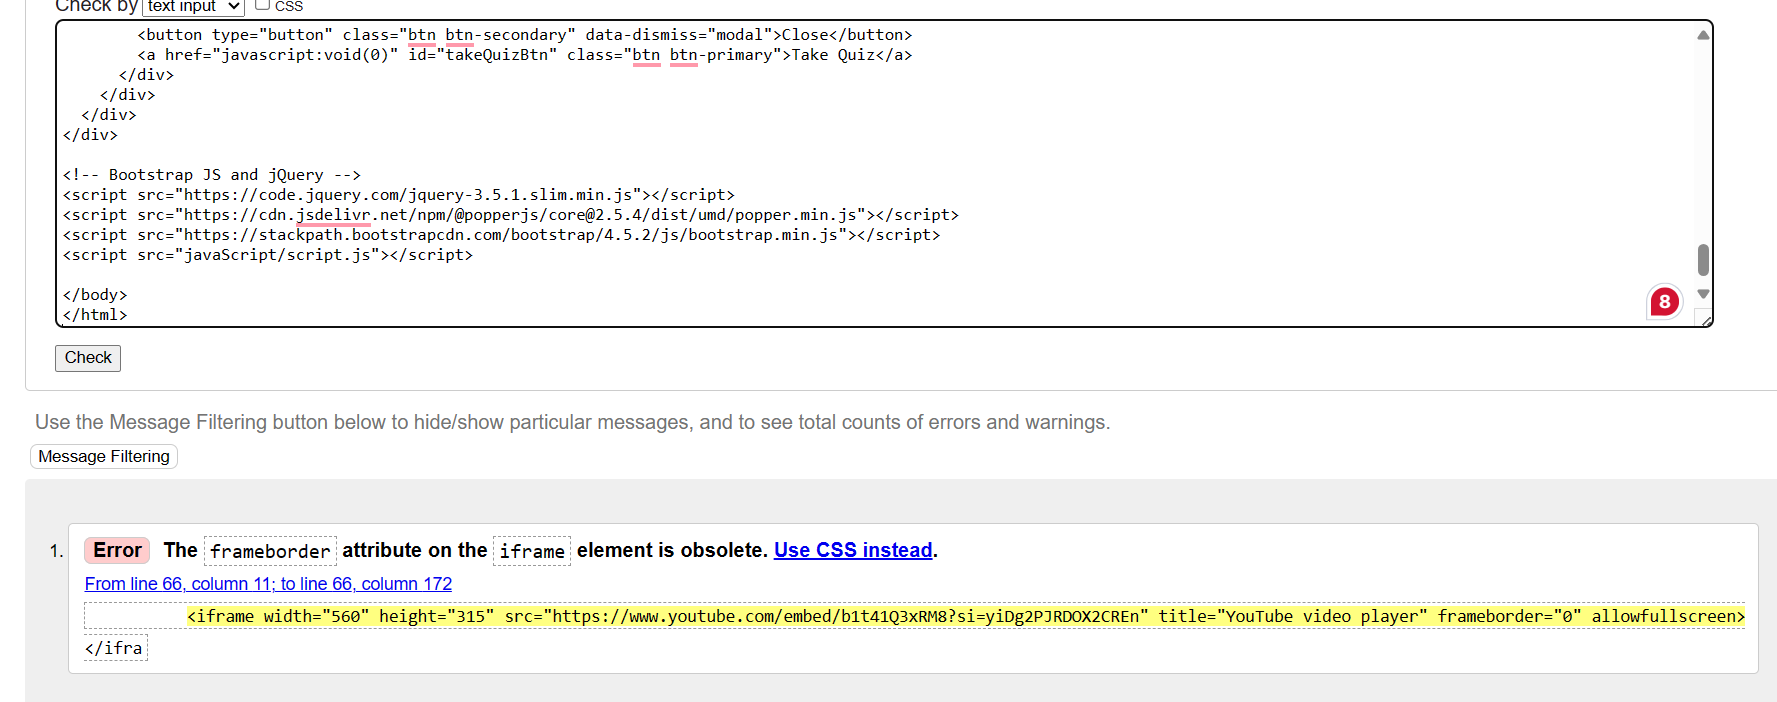 Check by text input CSS
<button type="button" class="btn btn-secondary" data-dismiss="modal">Close</button>
<a href="javascript:void(0)" id="takeQuizBtn" class="btn btn-primary">Take Quiz</a>
</div>
</div>
</div>
</div>
<!-- Bootstrap JS and jQuery -->
<script src="https://code.jquery.com/jquery-3.5.1.slim.min.js"></script>
<script src="https://cdn.jsdelivr.net/npm/@popperjs/core@2.5.4/dist/umd/popper.min.js"></script>
<script src="https://stackpath.bootstrapcdn.com/bootstrap/4.5.2/js/bootstrap.min.js"></script>
<script src="javaScript/script.js"></script>
</body>
</html>
8
Check
Use the Message Filtering button below to hide/show particular messages, and to see total counts of errors and warnings.
Message Filtering
1. Error The frameborder attribute on the iframe element is obsolete. Use CSS instead.
From line 66, column 11; to line 66, column 172
<iframe width="560" height="315" src="https://www.youtube.com/embed/b1t41Q3xRM8?si=yiDg2PJRDOX2CREn" title="YouTube video player" frameborder="0" allowfullscreen>
</ifra